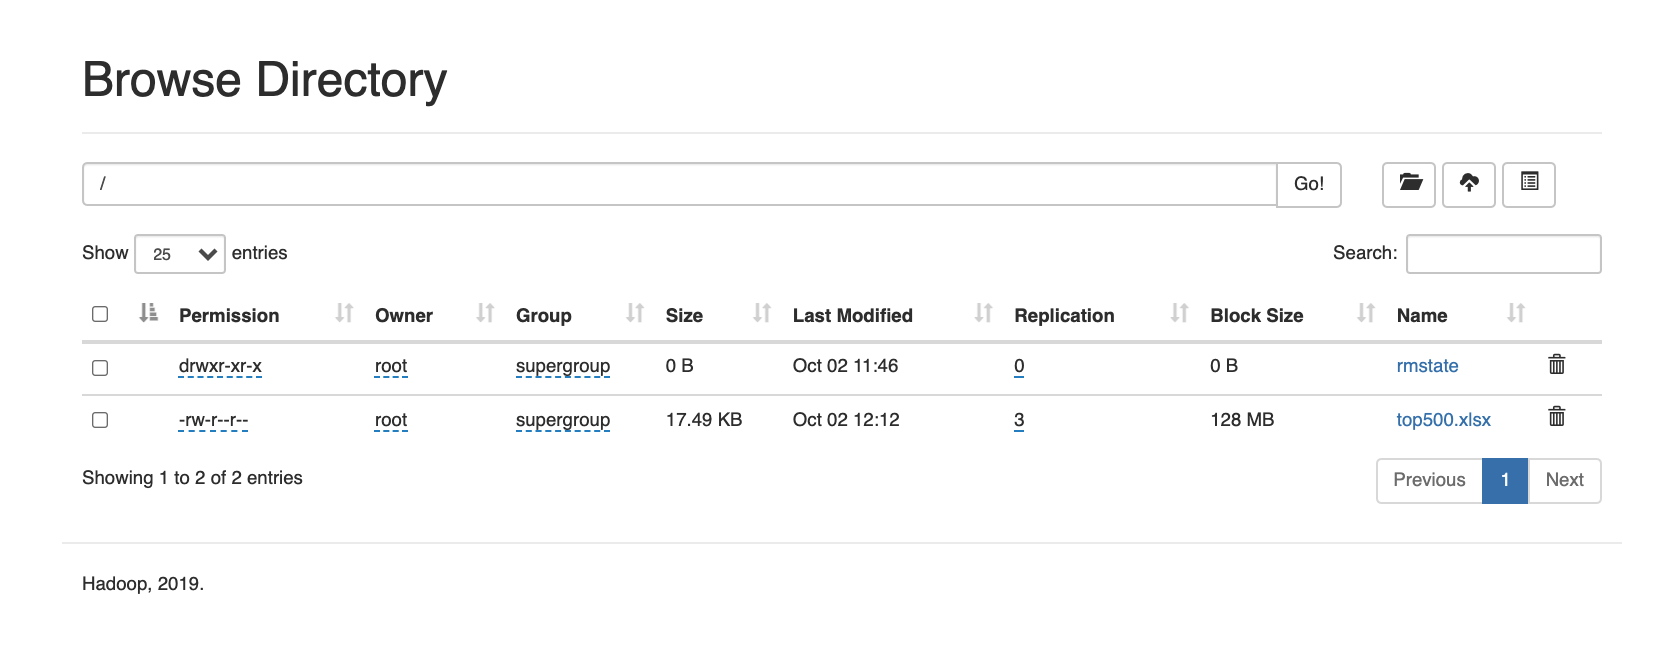 Browse Directory
/ Go!
Show 25 entries Search:
Permission Owner Group Size Last Modified Replication Block Size Name
drwxr-xr-x root supergroup 0 B Oct 02 11:46 0 0 B rmstate
-rw-r--r-- root supergroup 17.49 KB Oct 02 12:12 3 128 MB top500.xlsx
Showing 1 to 2 of 2 entries Previous 1 Next
Hadoop, 2019.